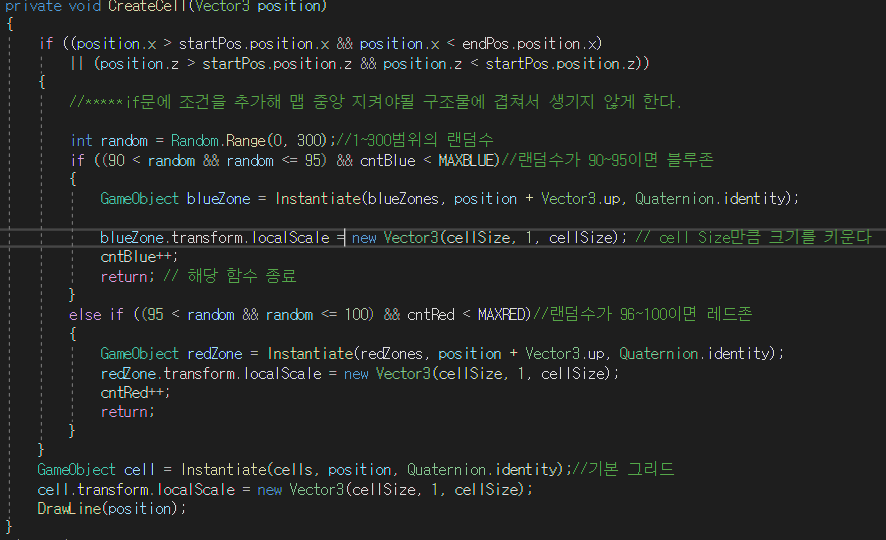 private void CreateCell(Vector3 position)
{
if ((position.x > startPos.position.x && position.x < endPos.position.x)
|| (position.z > startPos.position.z && position.z < startPos.position.z))
{
//*****if문에 조건을 추가해 맵 중앙 지켜야될 구조물에 겹쳐서 생기지 않게 한다.
int random = Random.Range(0, 300);//1~300범위의 랜덤수
if ((90 < random && random <= 95) && cntBlue < MAXBLUE)//랜덤수가 90~95이면 블루존
{
GameObject blueZone = Instantiate(blueZones, position + Vector3.up, Quaternion.identity);
blueZone.transform.localScale = new Vector3(cellSize, 1, cellSize); // cell Size만큼 크기를 키운다
cntBlue++;
return; // 해당 함수 종료
}
else if ((95 < random && random <= 100) && cntRed < MAXRED)//랜덤수가 96~100이면 레드존
{
GameObject redZone = Instantiate(redZones, position + Vector3.up, Quaternion.identity);
redZone.transform.localScale = new Vector3(cellSize, 1, cellSize);
cntRed++;
return;
}
}
GameObject cell = Instantiate(cells, position, Quaternion.identity);//기본 그리드
cell.transform.localScale = new Vector3(cellSize, 1, cellSize);
DrawLine(position);
}